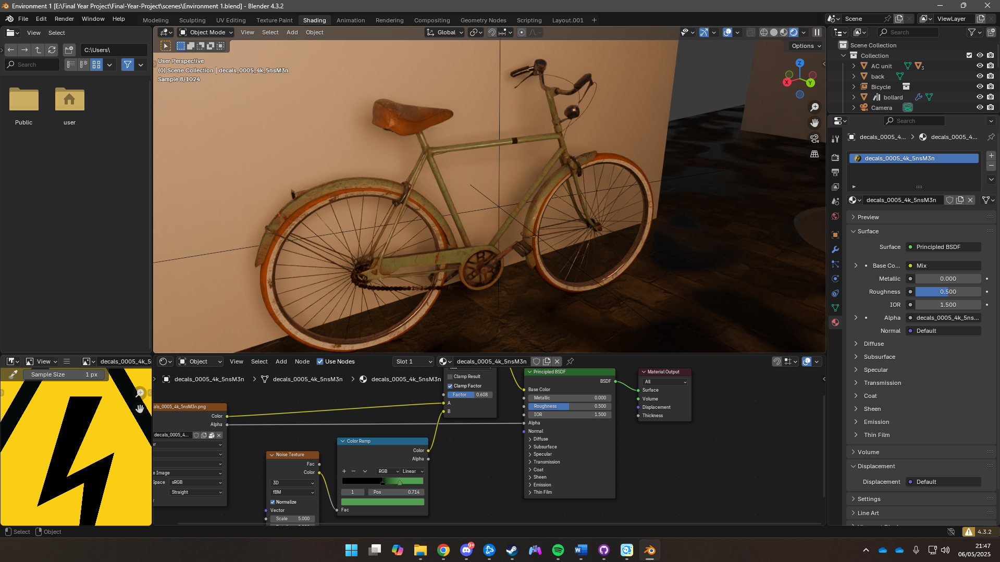 Environment 1 [E:\Final Year Project\Final-Year-Project\scenes\Environment 1.blend] - Blender 4.3.2
File Edit Render Window Help
Modeling Sculpting UV Editing Texture Paint Shading Animation Rendering Compositing Geometry Nodes Scripting Layout.001
Scene
ViewLayer
View Select
C:\Users\
Search
Public
user
Object Mode
View Select Add Object
Global
Options
User Perspective
(0) Scene Collection | decals_0005_4k_5nsM3n
Sample 8/1024
Z
X
Y
Search
Scene Collection
Collection
AC unit
3
back
Bicycle
bollard
Camera
Search
decals_0005_4...
decals_0005_4...
decals_0005_4k_5nsM3n
decals_0005_4k_5nsM3n
Preview
Surface
Surface Principled BSDF
Base Co... Mix
Metallic 0.000
Roughness 0.500
IOR 1.500
Alpha decals_0005_4k_5ns...
Normal Default
Diffuse
Subsurface
Specular
Transmission
Coat
Sheen
Emission
Thin Film
Volume
Displacement
Displacement Default
Settings
Line Art
View
decals_0005_4k_5
Sample Size 1 px
Object
View Select Add Node
Use Nodes
Slot 1
decals_0005_4k_5nsM3n
decals_0005_4k_5nsM3n
decals_0005_4k_5nsM3n
decals_0005_4k_5nsM3n
als_0005_4k_5nsM3n.png
Color
Alpha
decals_0005_4...
ar
e Image
Space sRGB
Straight
r
Noise Texture
Fac
Color
3D
fBM
Normalize
Vector
Scale 5.000
Color Ramp
Color
Alpha
RGB Linear
1 Pos 0.714
Fac
Clamp Result
Clamp Factor
Factor 0.608
A
B
Principled BSDF
BSDF
Base Color
Metallic 0.000
Roughness 0.500
IOR 1.500
Alpha
Normal
Diffuse
Subsurface
Specular
Transmission
Coat
Sheen
Emission
Thin Film
Material Output
All
Surface
Volume
Displacement
Thickness
Select
Object
4.3.2
9+
21:47
06/05/2025